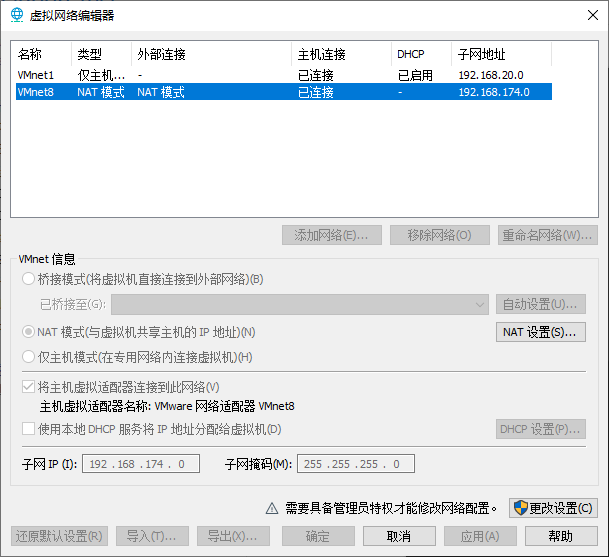 虚拟网络编辑器
名称 类型 外部连接 主机连接 DHCP 子网地址
VMnet1 仅主机... - 已连接 已启用 192.168.20.0
VMnet8 NAT 模式 NAT 模式 已连接 - 192.168.174.0
添加网络(E)... 移除网络(O) 重命名网络(W)...
VMnet 信息
桥接模式(将虚拟机直接连接到外部网络)(B)
已桥接至(G): 自动设置(U)...
NAT 模式(与虚拟机共享主机的 IP 地址)(N) NAT 设置(S)...
仅主机模式(在专用网络内连接虚拟机)(H)
将主机虚拟适配器连接到此网络(V)
主机虚拟适配器名称: VMware 网络适配器 VMnet8
使用本地 DHCP 服务将 IP 地址分配给虚拟机(D) DHCP 设置(P)...
子网 IP (I): 192 . 168 . 174 . 0 子网掩码(M): 255 . 255 . 255 . 0
需要具备管理员特权才能修改网络配置。 更改设置(C)
还原默认设置(R) 导入(T)... 导出(X)... 确定 取消 应用(A) 帮助